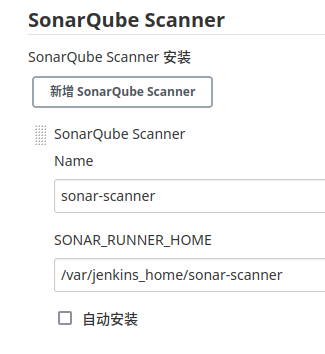 SonarQube Scanner
SonarQube Scanner 安装
新增 SonarQube Scanner
SonarQube Scanner
Name
sonar-scanner
SONAR_RUNNER_HOME
/var/jenkins_home/sonar-scanner
自动安装